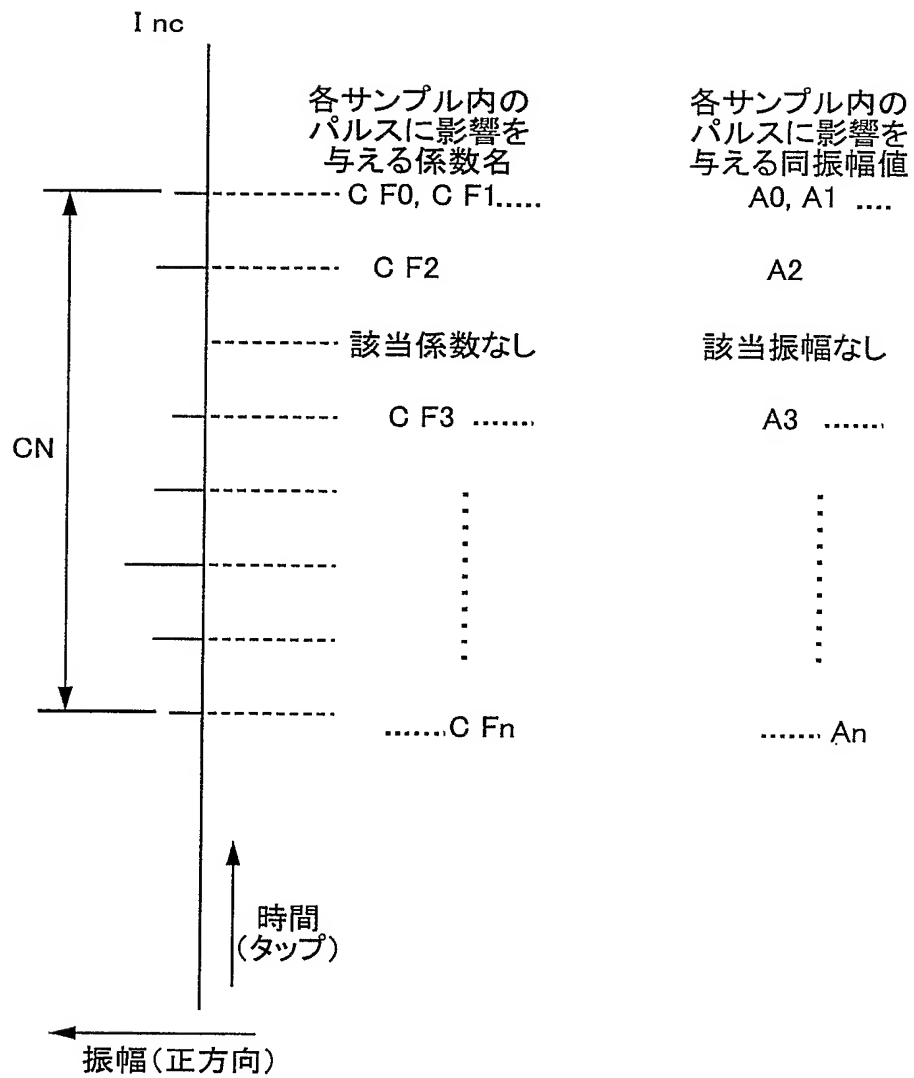 I nc
各サンプル内の
パルスに影響を
与える係数名
C F0, C F1.....
各サンプル内の
パルスに影響を
与える同振幅値
A0, A1 ....
C F2
A2
該当係数なし
該当振幅なし
C F3 .......
A3 .......
CN
.......C Fn
....... An
時間
(タップ)
振幅(正方向)